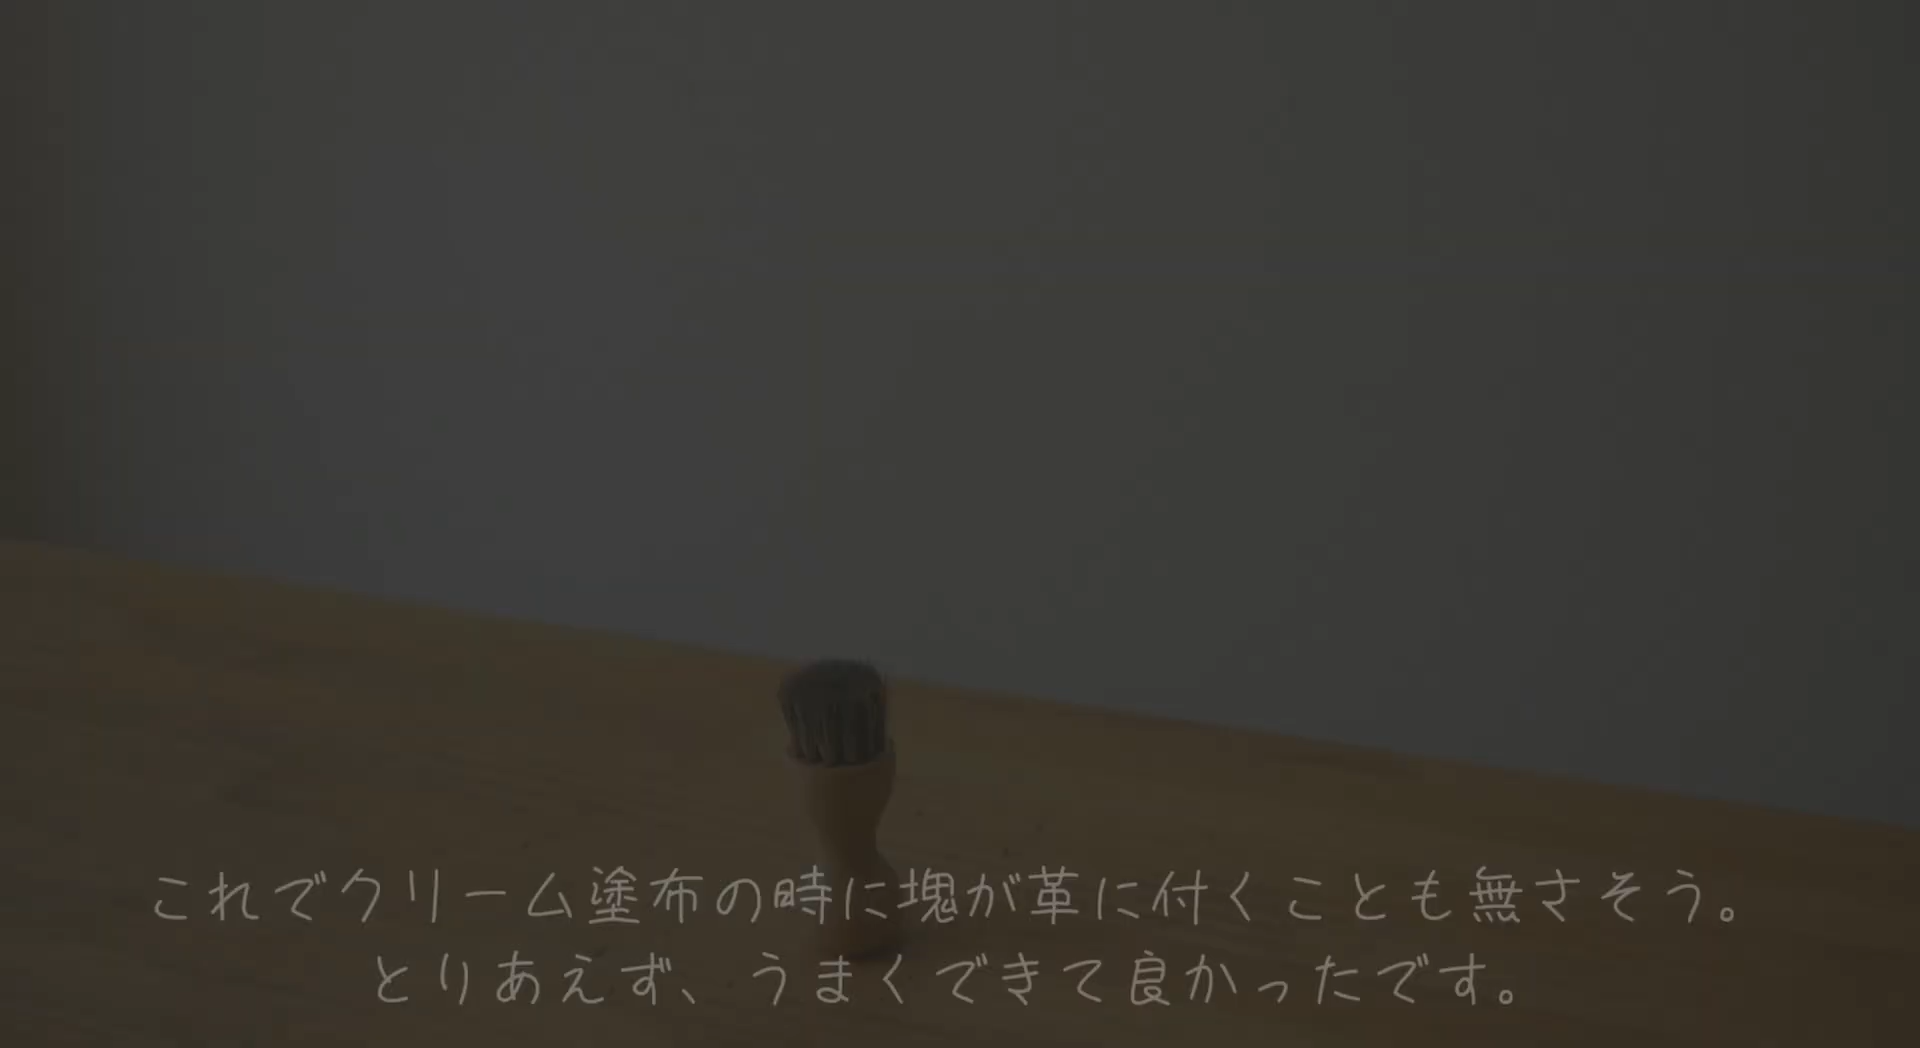 これでクリーム塗布の時に塊が革に付くことも無さそう。
とりあえず、うまくできて良かったです。